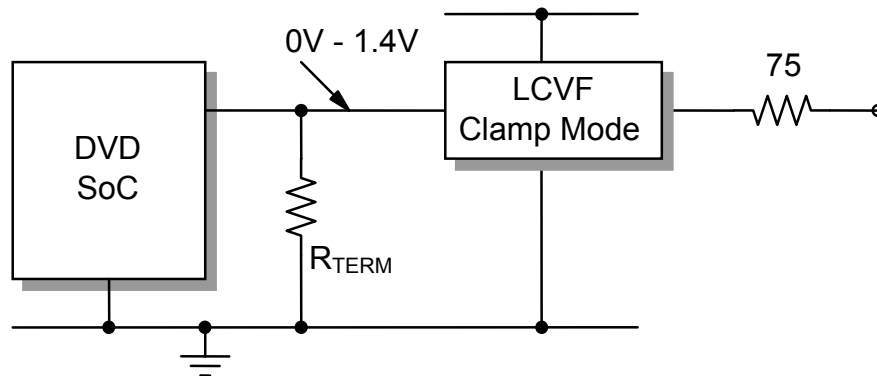 0V - 1.4V
75
LCVF
Clamp Mode
DVD
SoC
RTERM